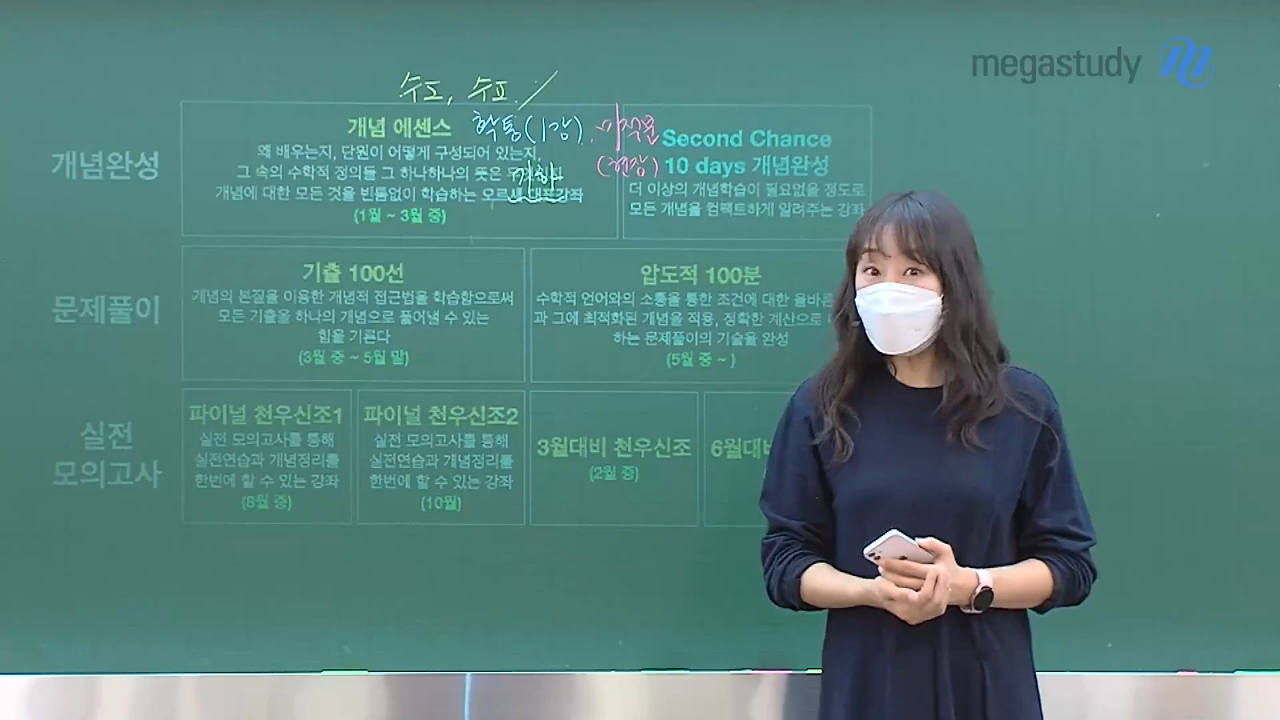 megastudy
수Ⅰ, 수Ⅱ
개념완성
개념 에센스 확통(1강), 미적분
왜 배우는지, 단원이 어떻게 구성되어 있는지,
그 속의 수학적 정의들 그 하나하나의 뜻은 기하
개념에 대한 모든 것을 빈틈없이 학습하는 오르새 대표강좌
(1월 ~ 3월 중)
(현장)
Second Chance
10 days 개념완성
더 이상의 개념학습이 필요없을 정도로
모든 개념을 컴팩트하게 알려주는 강좌
문제풀이
기출 100선
개념의 본질을 이용한 개념적 접근법을 학습함으로써
모든 기출을 하나의 개념으로 풀어낼 수 있는
힘을 기른다
(3월 중 ~ 5월 말)
압도적 100분
수학적 언어와의 소통을 통한 조건에 대한 올바른
과 그에 최적화된 개념을 적용, 정확한 계산으로
하는 문제풀이의 기술을 완성
(5월 중 ~ )
실전
모의고사
파이널 천우신조1
실전 모의고사를 통해
실전연습과 개념정리를
한번에 할 수 있는 강좌
(8월 중)
파이널 천우신조2
실전 모의고사를 통해
실전연습과 개념정리를
한번에 할 수 있는 강좌
(10월)
3월대비 천우신조
(2월 중)
6월대비